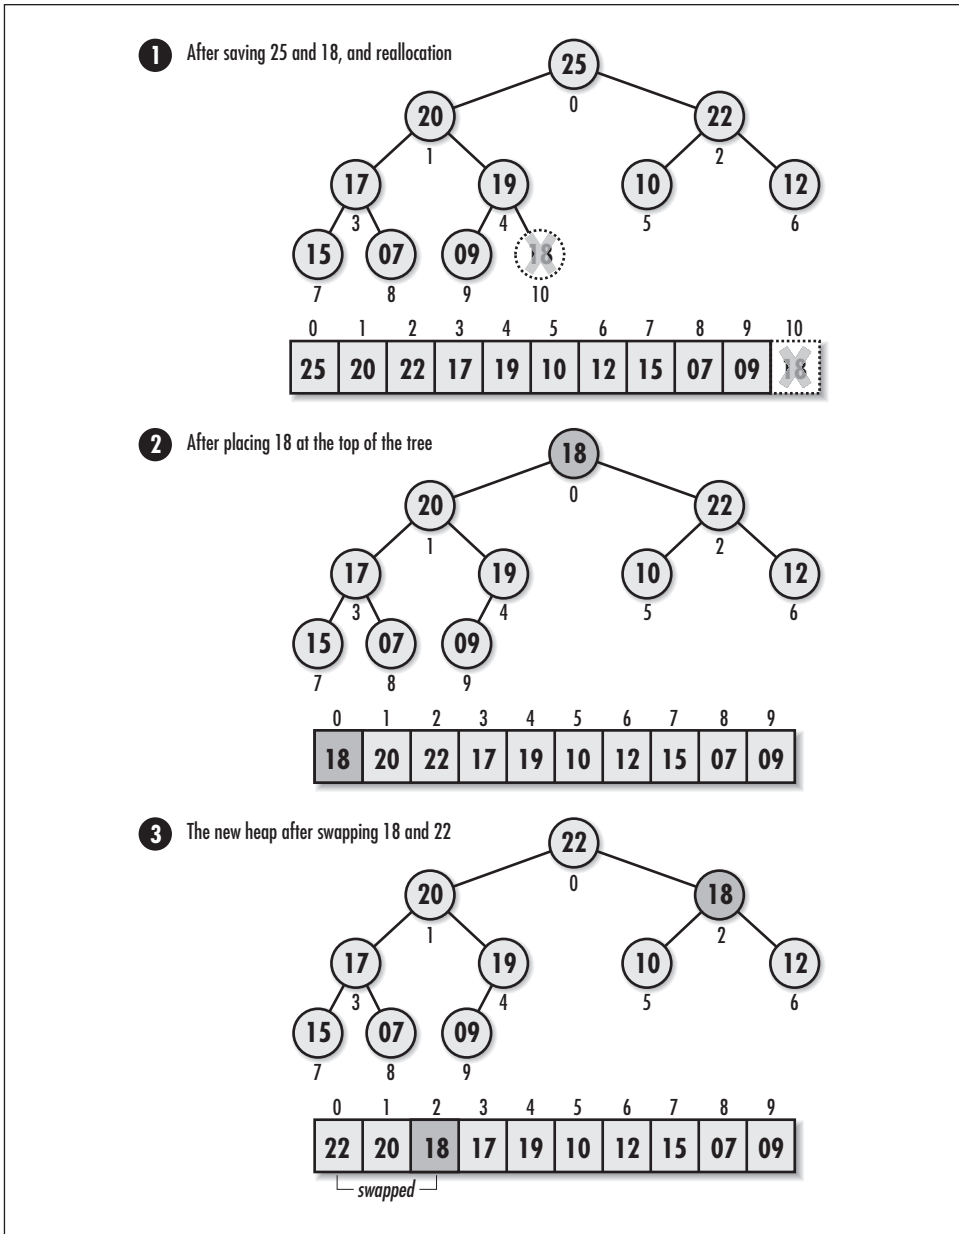 1 After saving 25 and 18, and reallocation
25
0
20 22
1 2
17 19 10 12
3 4 5 6
15 07 09 18
7 8 9 10
0 1 2 3 4 5 6 7 8 9 10
25 20 22 17 19 10 12 15 07 09 18
2 After placing 18 at the top of the tree
18
0
20 22
1 2
17 19 10 12
3 4 5 6
15 07 09
7 8 9
0 1 2 3 4 5 6 7 8 9
18 20 22 17 19 10 12 15 07 09
3 The new heap after swapping 18 and 22
22
0
20 18
1 2
17 19 10 12
3 4 5 6
15 07 09
7 8 9
0 1 2 3 4 5 6 7 8 9
22 20 18 17 19 10 12 15 07 09
swapped